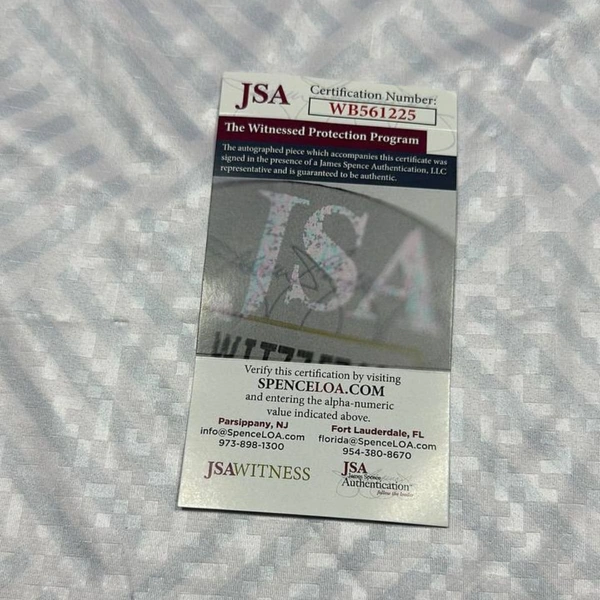 JSA
Certification Number:
WB561225
The Witnessed Protection Program
The autographed piece which accompanies this certificate was
signed in the presence of a James Spence Authentication, LLC
representative and is guaranteed to be authentic.
JSA
Verify this certification by visiting
SPENCELOA.COM
and entering the alpha-numeric
value indicated above.
Parsippany, NJ
info@SpenceLOA.com
973-898-1300
Fort Lauderdale, FL
florida@SpenceLOA.com
954-380-8670
JSAWITNESS
JSA
James Spence
Authentication
follow the leader